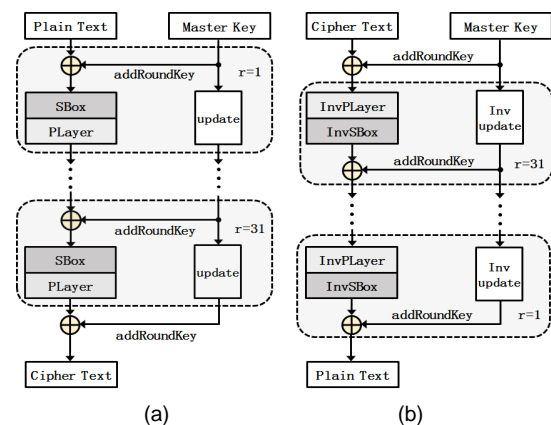 Plain Text
Master Key
addRoundKey
r=1
SBox
PLayer
update
addRoundKey
r=31
SBox
PLayer
update
addRoundKey
Cipher Text
(a)
Cipher Text
Master Key
addRoundKey
InvPLayer
InvSBox
Inv
update
addRoundKey
r=31
InvPLayer
InvSBox
Inv
update
addRoundKey
r=1
Plain Text
(b)